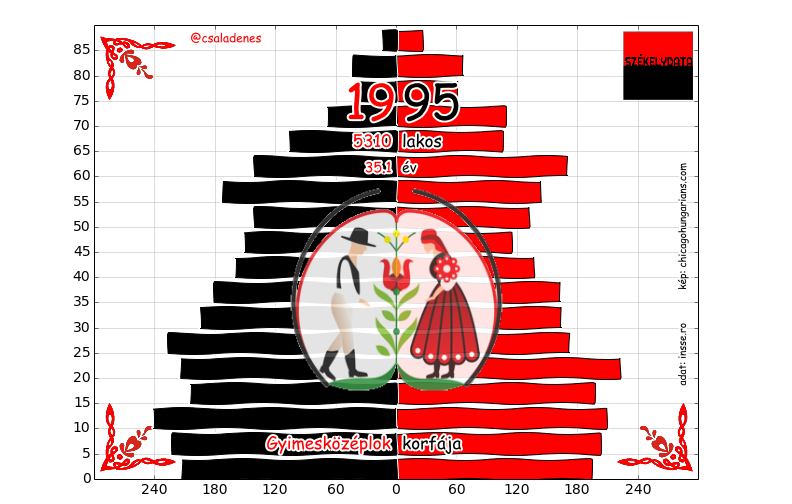 @csaladenes
SZÉKELYDATA
1995
5310 lakos
35.1 év
kép: chicagohungarians.com
adat: insse.ro
Gyimesközéplok korfája
85
80
75
70
65
60
55
50
45
40
35
30
25
20
15
10
5
0
240 180 120 60 0 60 120 180 240